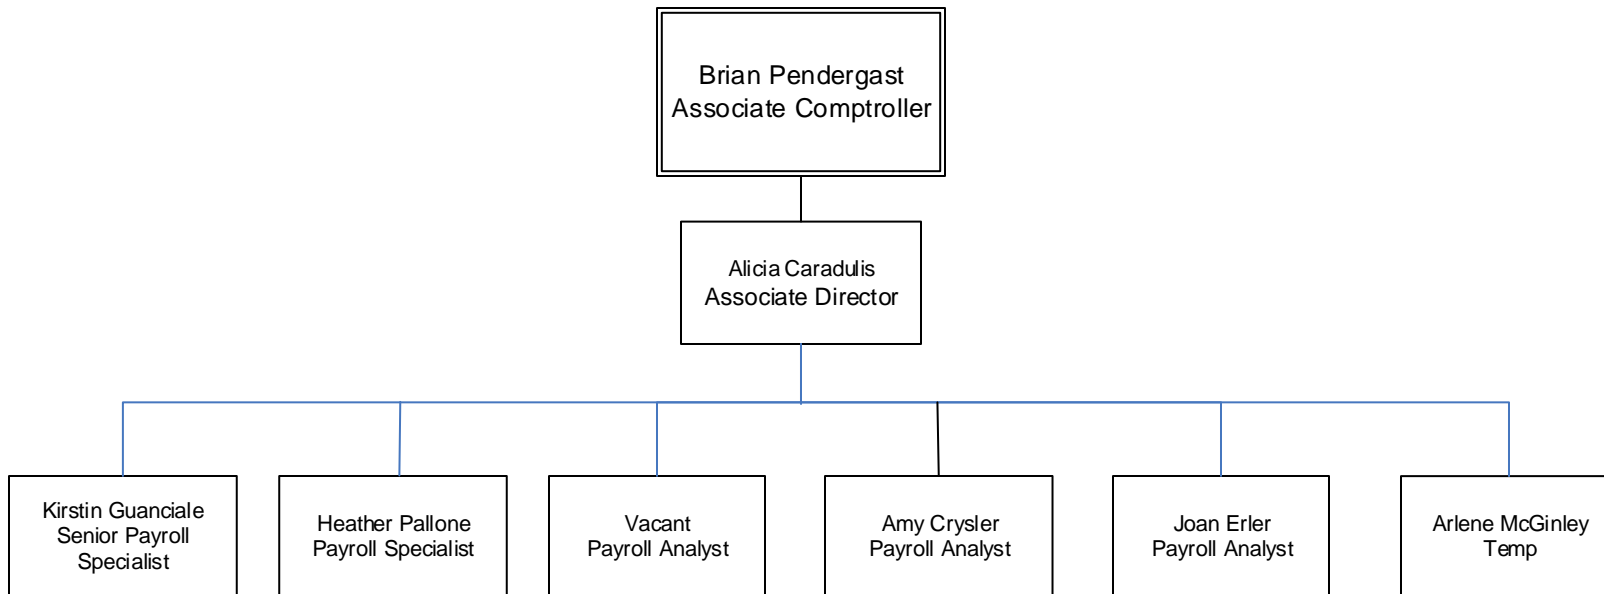 Brian Pendergast
Associate Comptroller
Alicia Caradulis
Associate Director
Kirstin Guanciale
Senior Payroll
Specialist
Heather Pallone
Payroll Specialist
Vacant
Payroll Analyst
Amy Crysler
Payroll Analyst
Joan Erler
Payroll Analyst
Arlene McGinley
Temp